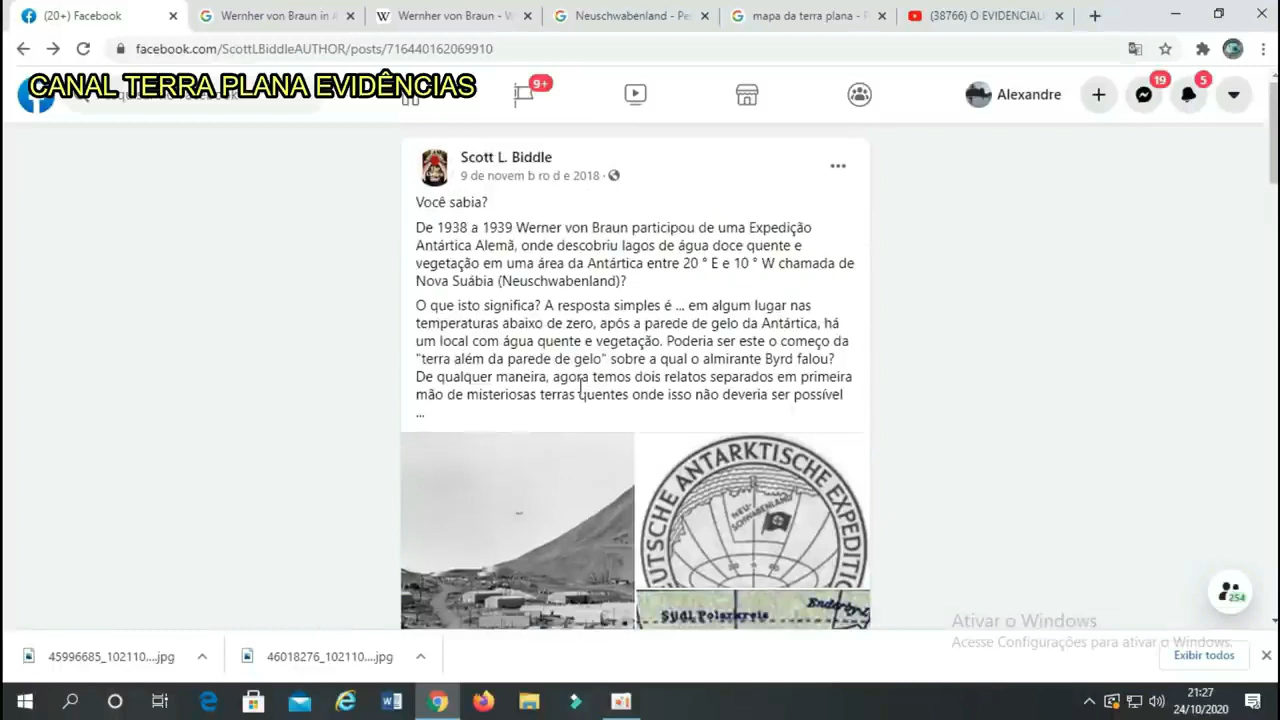 (20+) Facebook
Wernher von Braun in A
Wernher von Braun - W
Neuschwabenland - Pe
mapa da terra plana - P
(38766) O EVIDENCIAL
facebook.com/ScottLBiddleAUTHOR/posts/716440162069910
CANAL TERRA PLANA EVIDÊNCIAS
9+
Alexandre
19
5
Scott L. Biddle
9 de novem b ro d e 2018
Você sabia?
De 1938 a 1939 Werner von Braun participou de uma Expedição
Antártica Alemã, onde descobriu lagos de água doce quente e
vegetação em uma área da Antártica entre 20 ° E e 10 ° W chamada de
Nova Suábia (Neuschwabenland)?
O que isto significa? A resposta simples é ... em algum lugar nas
temperaturas abaixo de zero, após a parede de gelo da Antártica, há
um local com água quente e vegetação. Poderia ser este o começo da
"terra além da parede de gelo" sobre a qual o almirante Byrd falou?
De qualquer maneira, agora temos dois relatos separados em primeira
mão de misteriosas terras quentes onde isso não deveria ser possível
...
EUTSCHE ANTARKTISCHE EXPEDITIO
NEU-
SCHWABENLAND
Südl. Polarkreis
Enderby
254
Ativar o Windows
Acesse Configurações para ativar o Windows.
45996685_102110....jpg
46018276_102110....jpg
Exibir todos
21:27
24/10/2020